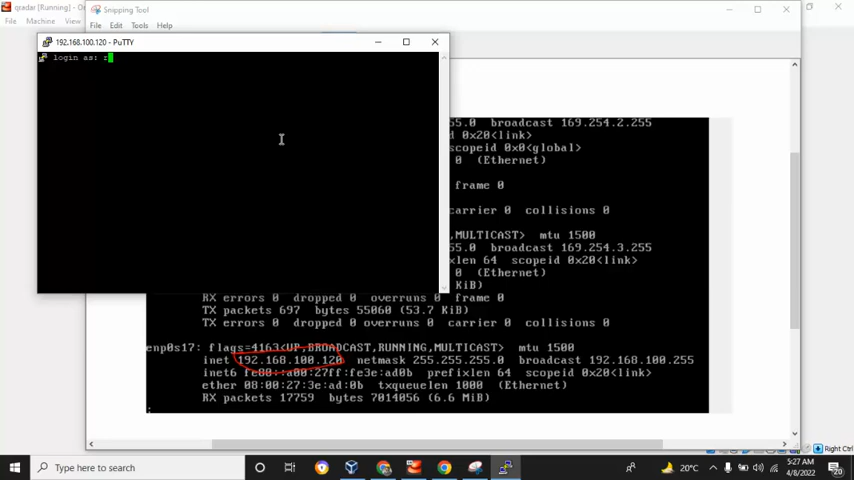 qradar [Running] -
File Machine View
Snipping Tool
File Edit Tools Help
192.168.100.120 - PuTTY
login as: r
55.0 broadcast 169.254.2.255
d 0x20<link>
scopeid 0x0<global>
0 (Ethernet)
frame 0
carrier 0 collisions 0
,MULTICAST> mtu 1500
55.0 broadcast 169.254.3.255
ixlen 64 scopeid 0x20<link>
0 (Ethernet)
KiB)
RX errors 0 dropped 0 overruns 0 frame 0
TX packets 697 bytes 55060 (53.7 KiB)
TX errors 0 dropped 0 overruns 0 carrier 0 collisions 0
enp0s17: flags=4163<UP,BROADCAST,RUNNING,MULTICAST> mtu 1500
inet 192.168.100.120 netmask 255.255.255.0 broadcast 192.168.100.255
inet6 fe80::a00:27ff:fe3e:ad0b prefixlen 64 scopeid 0x20<link>
ether 08:00:27:3e:ad:0b txqueuelen 1000 (Ethernet)
RX packets 17759 bytes 7014056 (6.6 MiB)
Right Ctrl
Type here to search
20°C
5:27 AM
4/8/2022
20